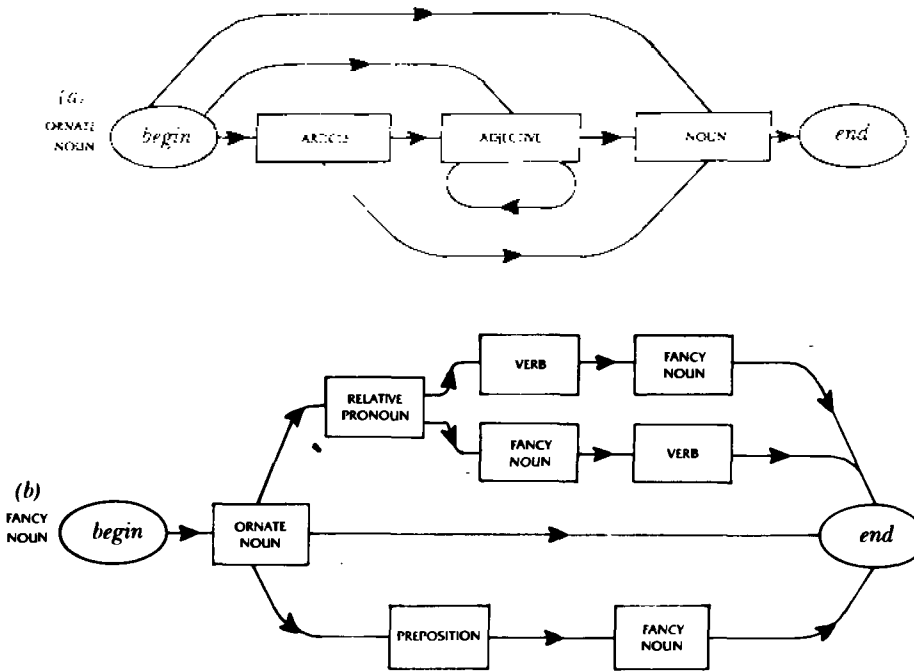 ORNATE
NOUN
begin
ARTICLE
ADJECTIVE
NOUN
end
VERB
FANCY
NOUN
RELATIVE
PRONOUN
FANCY
NOUN
VERB
(b)
FANCY
NOUN
begin
ORNATE
NOUN
end
PREPOSITION
FANCY
NOUN